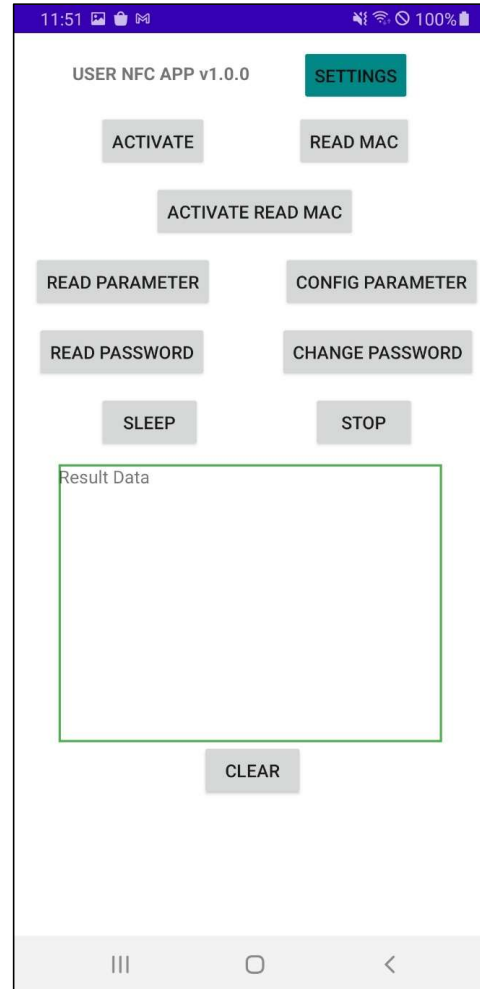 11:51 100%
USER NFC APP v1.0.0 SETTINGS
ACTIVATE READ MAC
ACTIVATE READ MAC
READ PARAMETER CONFIG PARAMETER
READ PASSWORD CHANGE PASSWORD
SLEEP STOP
Result Data
CLEAR